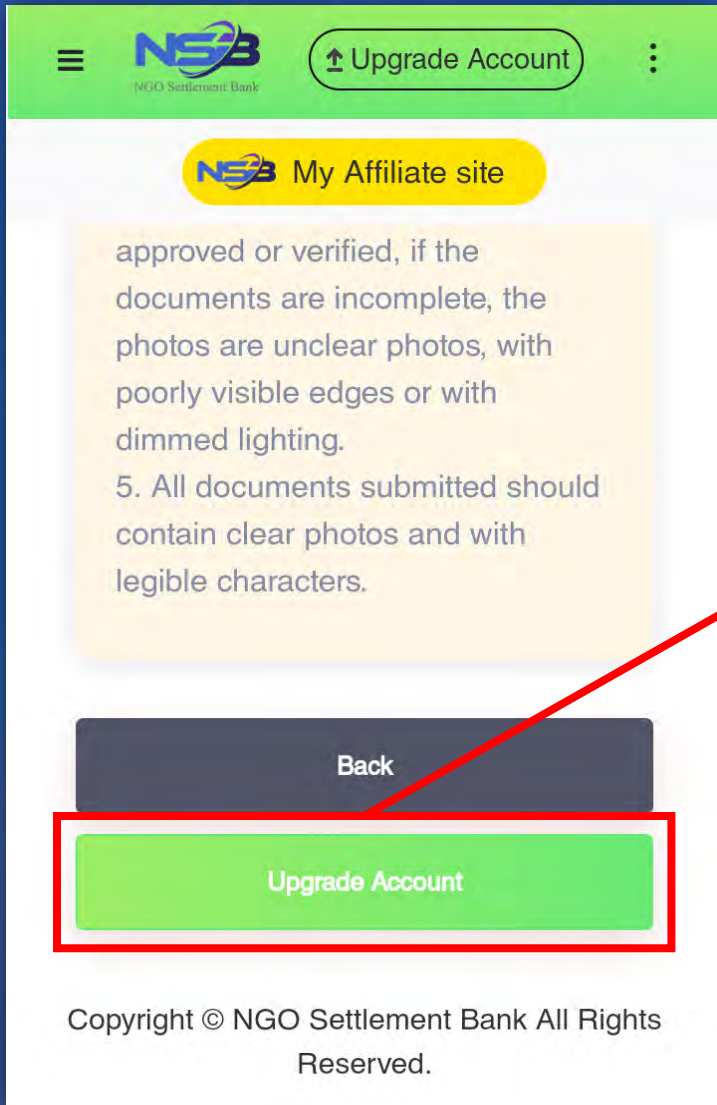 NSB
NGO Settlement Bank
Upgrade Account
NSB My Affiliate site
approved or verified, if the
documents are incomplete, the
photos are unclear photos, with
poorly visible edges or with
dimmed lighting.
5. All documents submitted should
contain clear photos and with
legible characters.
Back
Upgrade Account
Copyright © NGO Settlement Bank All Rights
Reserved.